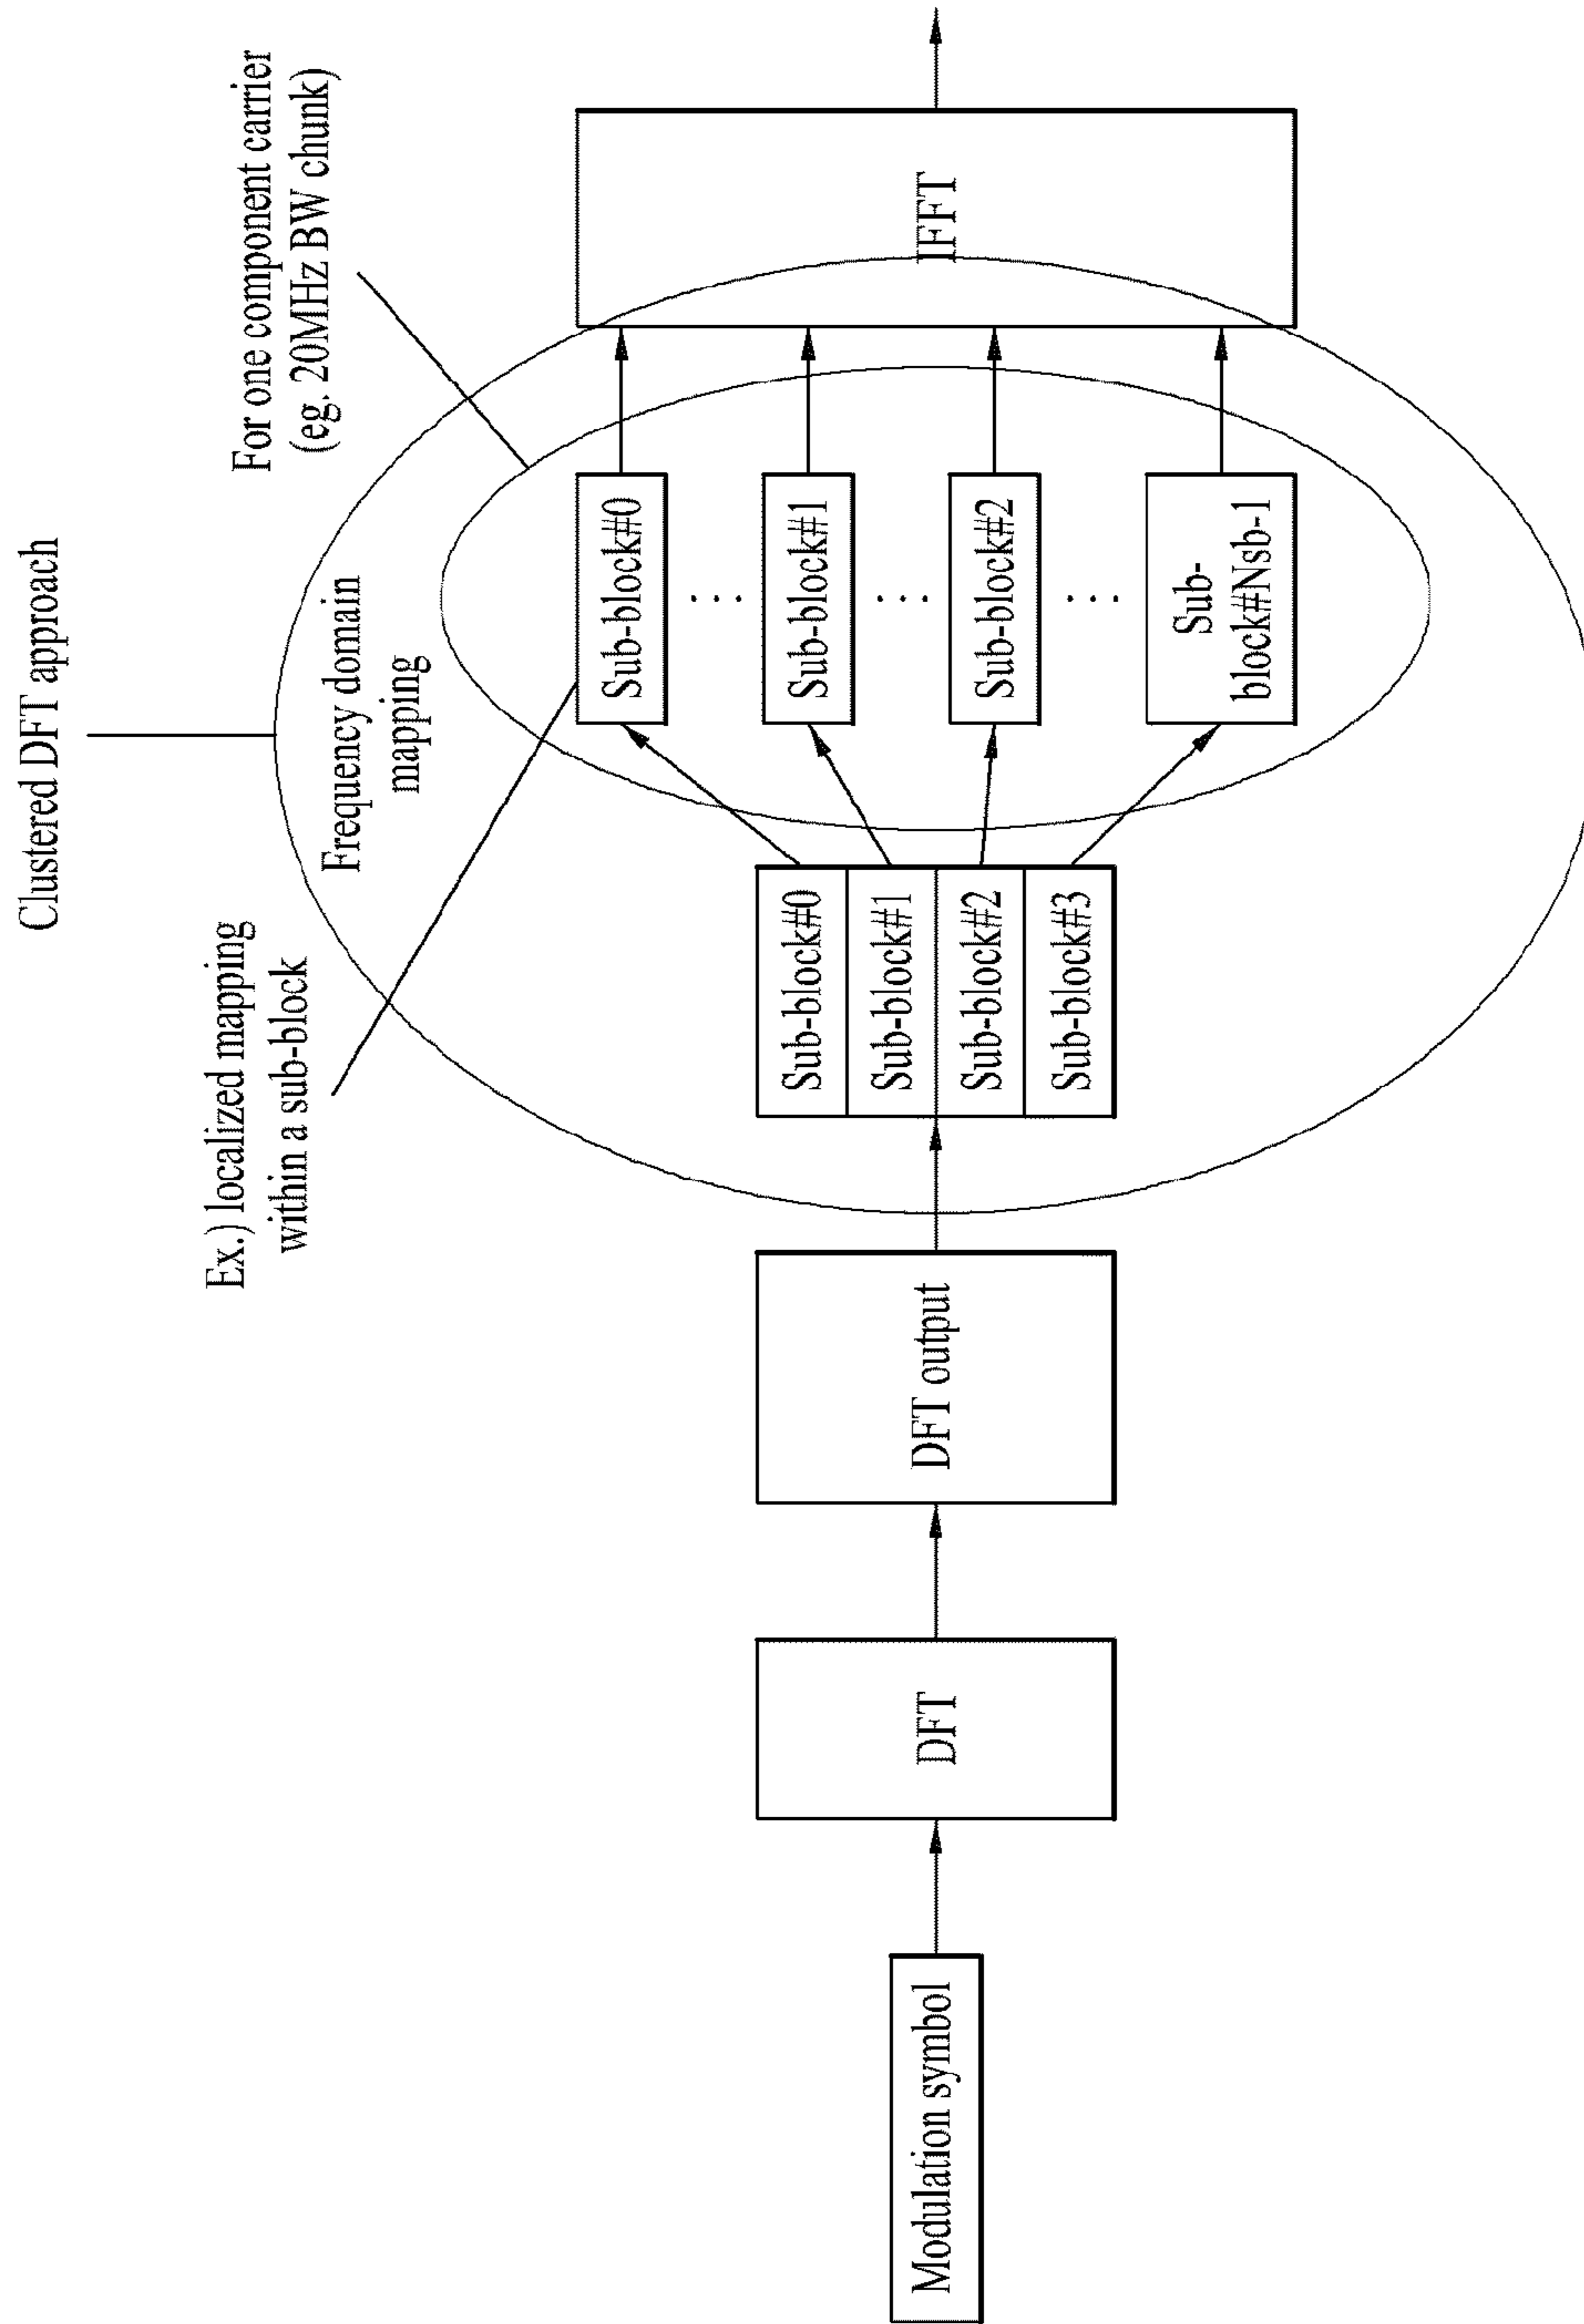 Clustered DFT approach
For one component carrier
(eg. 20MHz BW chunk)
Ex.) localized mapping
within a sub-block
Frequency domain
mapping
Modulation symbol
DFT
DFT output
Sub-block#0
Sub-block#1
Sub-block#2
Sub-block#3
Sub-block#0
...
Sub-block#1
...
Sub-block#2
...
Sub-
block#Nsb-1
IFFT